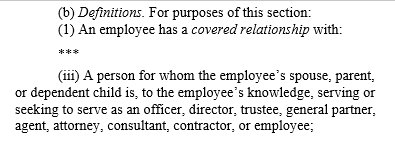 (b) Definitions. For purposes of this section:
(1) An employee has a covered relationship with:
***
(iii) A person for whom the employee's spouse, parent,
or dependent child is, to the employee's knowledge, serving or
seeking to serve as an officer, director, trustee, general partner,
agent, attorney, consultant, contractor, or employee;